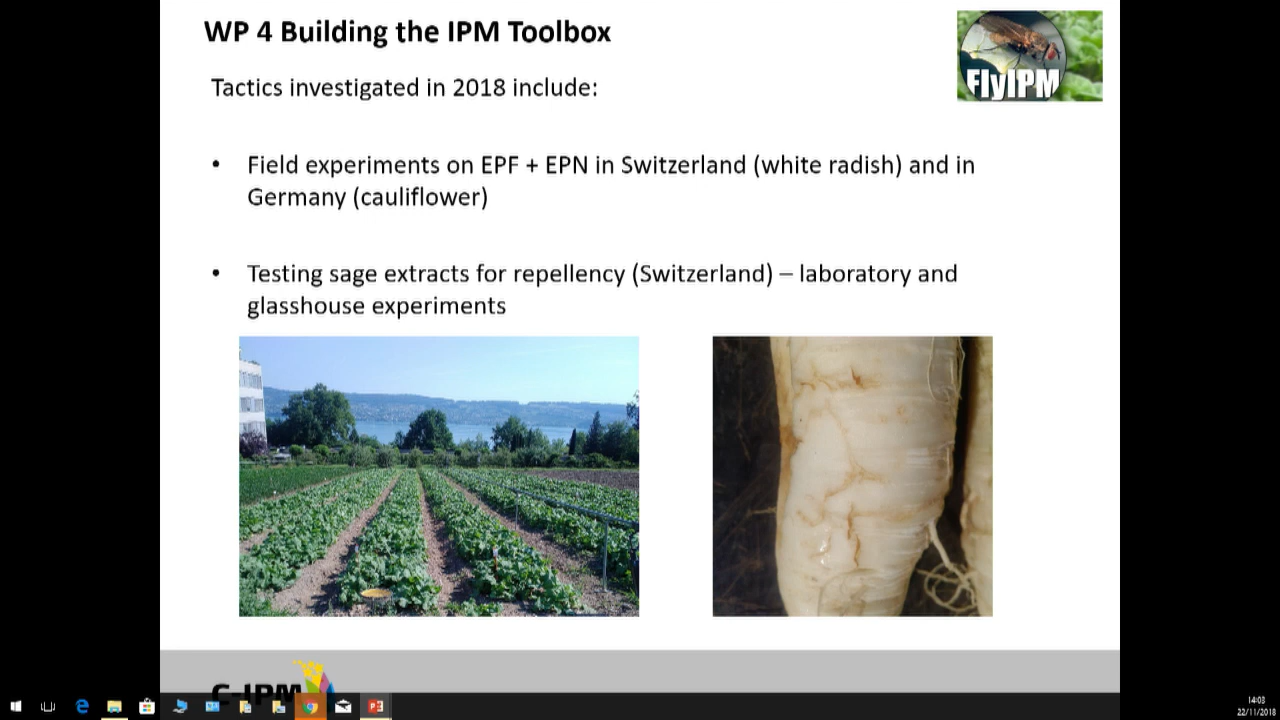 WP 4 Building the IPM Toolbox
FlyIPM
Tactics investigated in 2018 include:
• Field experiments on EPF + EPN in Switzerland (white radish) and in
Germany (cauliflower)
• Testing sage extracts for repellency (Switzerland) – laboratory and
glasshouse experiments
C-IPM
14:03
22/11/2018